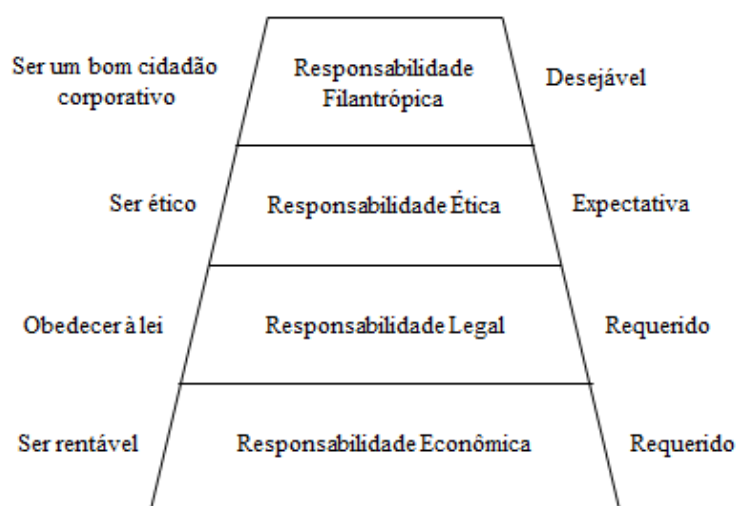 Ser um bom cidadão
corporativo
Responsabilidade
Filantrópica
Desejável
Ser ético
Responsabilidade Ética
Expectativa
Obedecer à lei
Responsabilidade Legal
Requerido
Ser rentável
Responsabilidade Econômica
Requerido